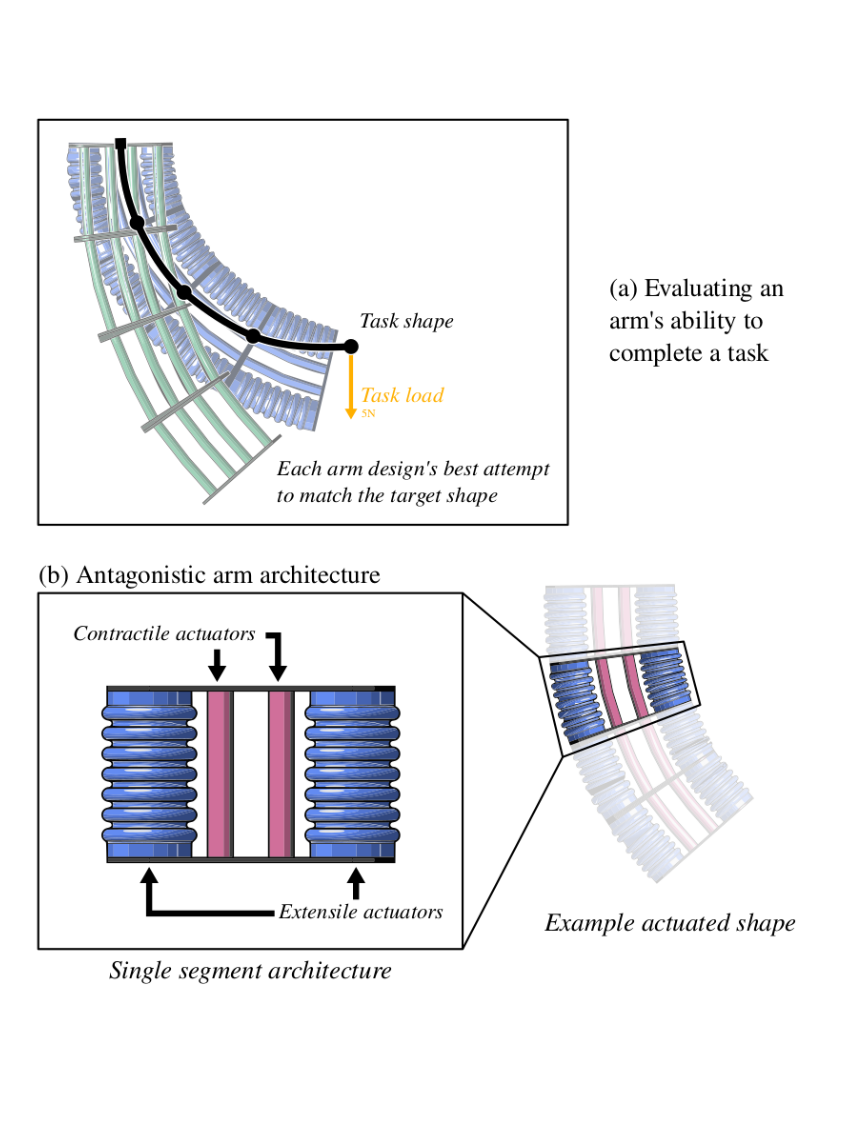 (a) Evaluating an
arm's ability to
complete a task
Task shape
Task load
5N
Each arm design's best attempt
to match the target shape
(b) Antagonistic arm architecture
Contractile actuators
Extensile actuators
Single segment architecture
Example actuated shape